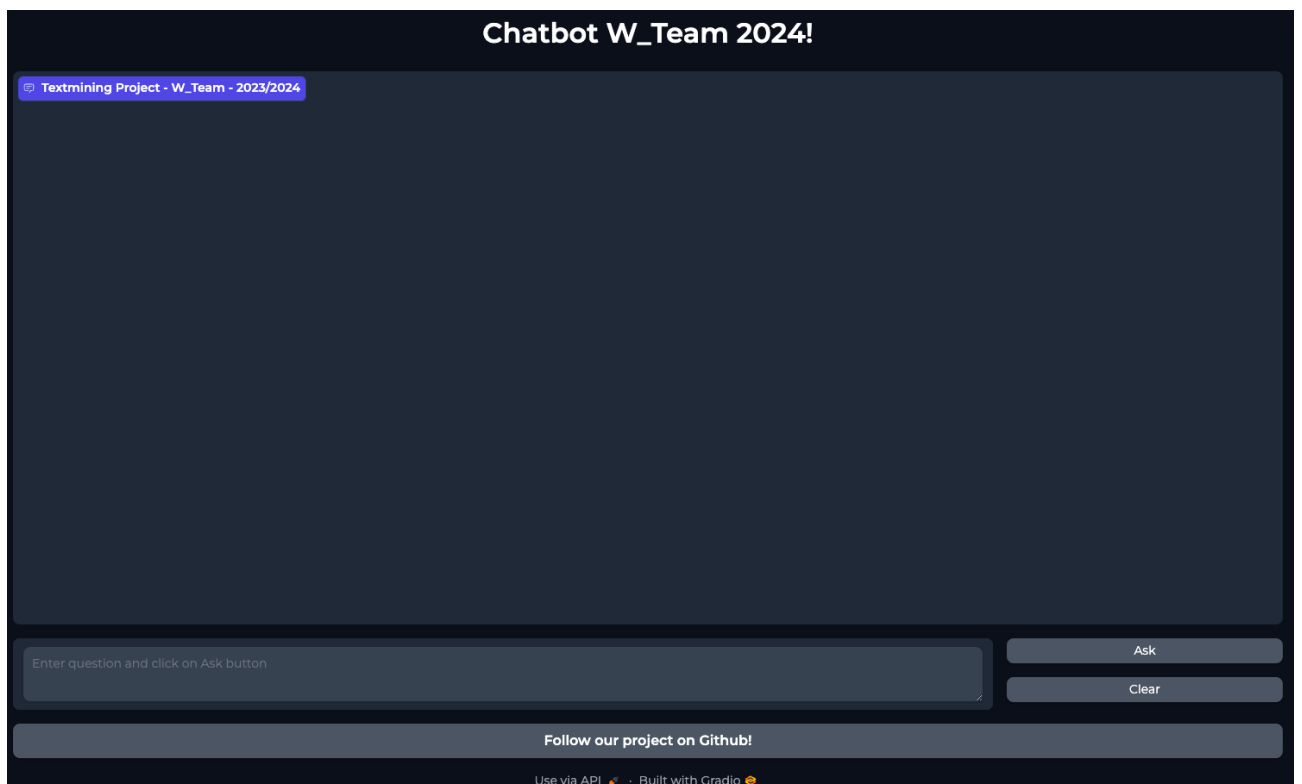 Chatbot W_Team 2024!
Textmining Project - W_Team - 2023/2024
Enter question and click on Ask button
Ask
Clear
Follow our project on Github!
Use via API 🚀 · Built with Gradio